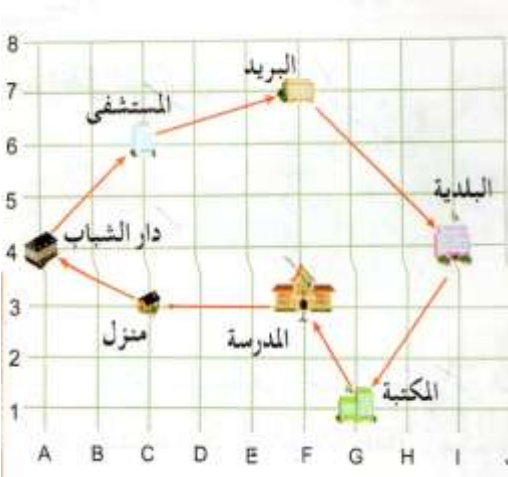 8
البريد
7
المستشفى
6
5
البلدية
دار الشباب
4
3
منزل
المدرسة
2
المكتبة
1
A B C D E F G H I J